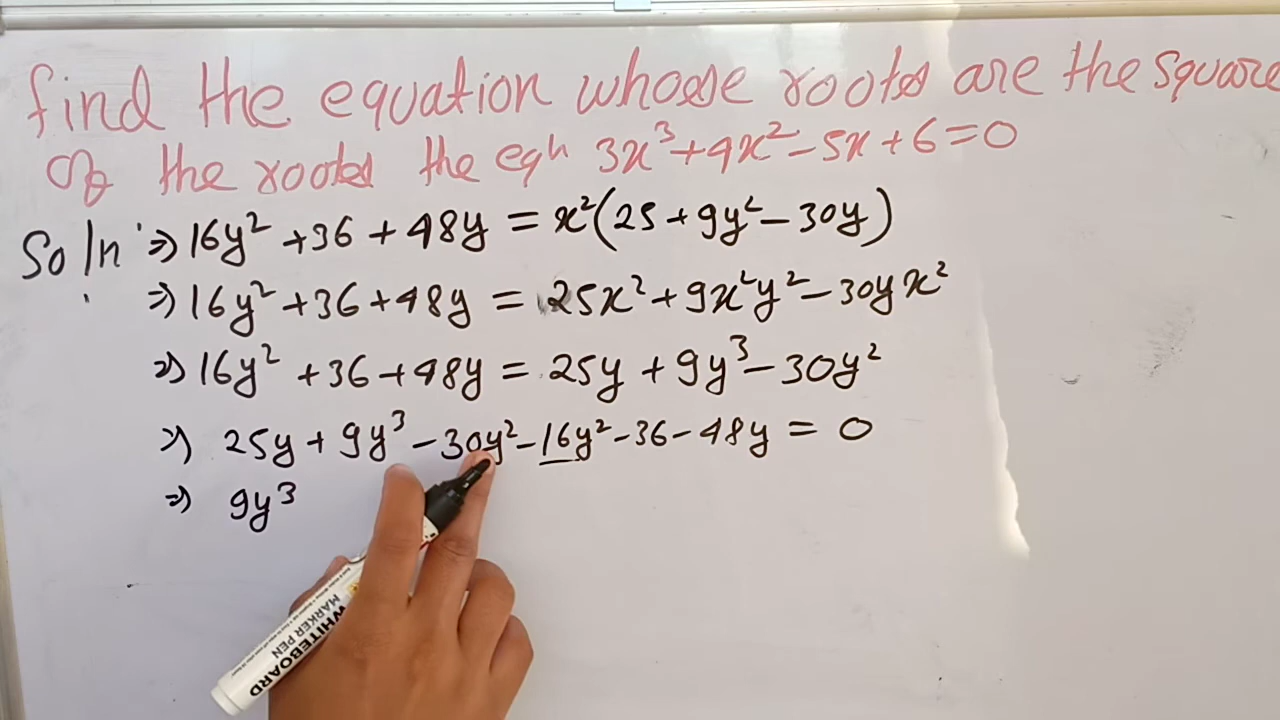 find the equation whose roots are the square
of the roots the eqn 3x³+4x²-5x+6=0
Soln ⇒ 16y²+36+48y = x²(25+9y²-30y)
⇒ 16y²+36+48y = 25x²+9x²y²-30yx²
⇒ 16y²+36+48y = 25y+9y³-30y²
⇒ 25y+9y³-30y²-16y²-36-48y = 0
⇒ 9y³
WHITEBOARD
MARKER PEN